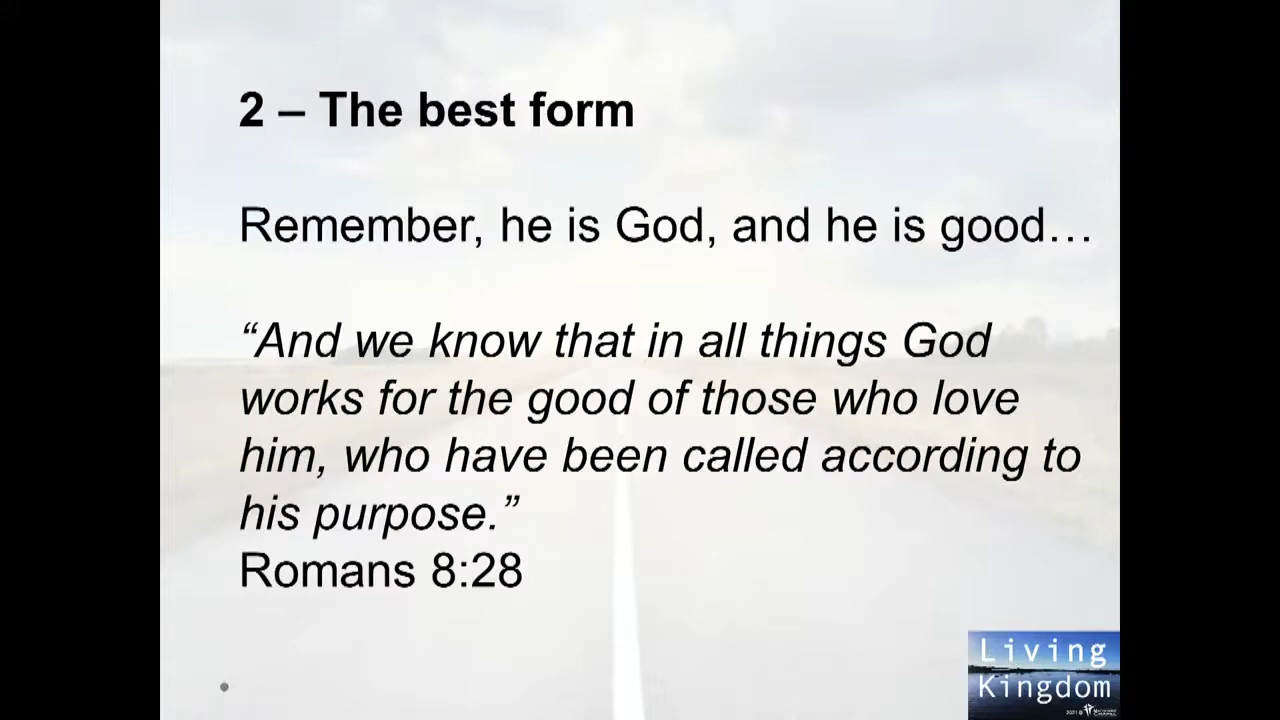 2 – The best form
Remember, he is God, and he is good…
“And we know that in all things God
works for the good of those who love
him, who have been called according to
his purpose.”
Romans 8:28
Living
Kingdom
2021 @